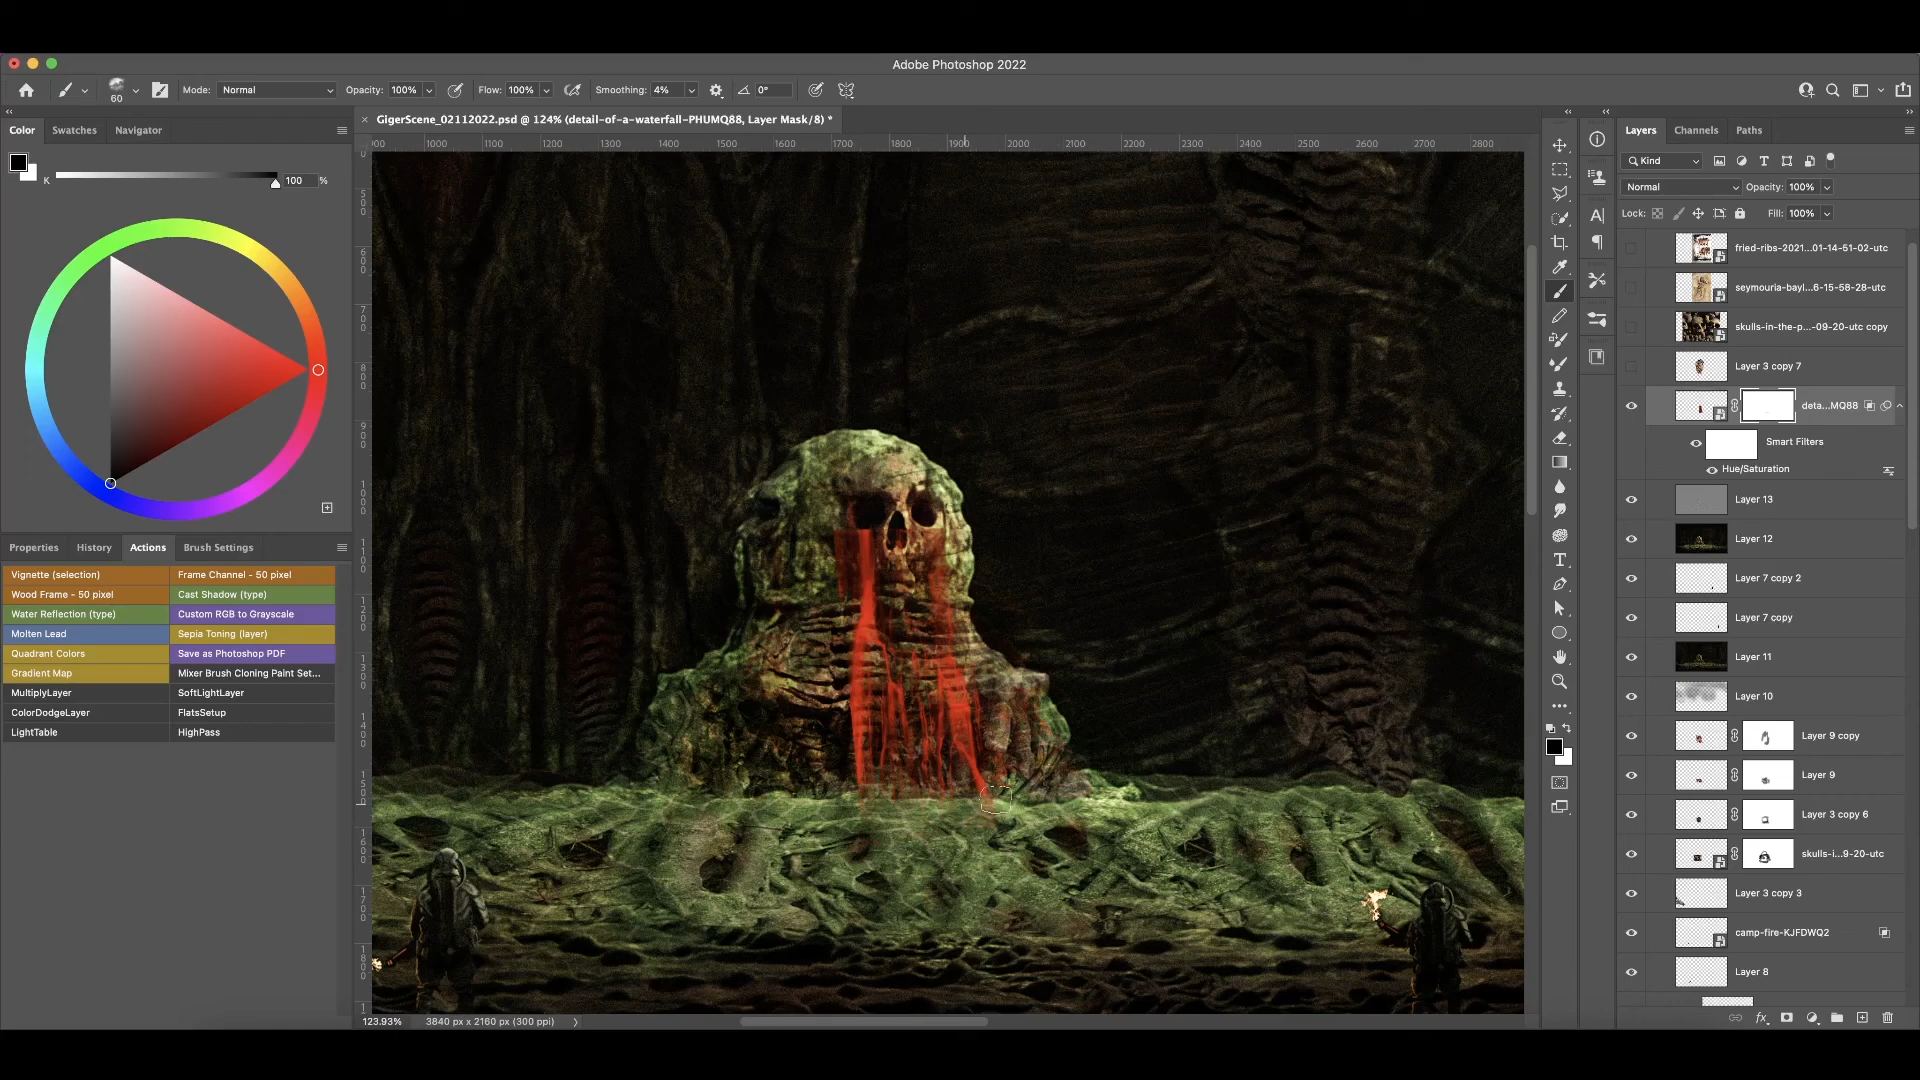 Adobe Photoshop 2022
60
Mode: Normal
Opacity: 100%
Flow: 100%
Smoothing: 4%
0°
Color
Swatches
Navigator
GigerScene_02112022.psd @ 124% (detail-of-a-waterfall-PHUMQ88, Layer Mask/8) *
K
100
%
900
1000
1100
1200
1300
1400
1500
1600
1700
1800
1900
2000
2100
2200
2300
2400
2500
2600
2700
2800
Layers
Channels
Paths
Kind
Normal
Opacity: 100%
Lock:
Fill: 100%
fried-ribs-2021...01-14-51-02-utc
seymouria-bayl...6-15-58-28-utc
skulls-in-the-p...-09-20-utc copy
Layer 3 copy 7
deta...MQ88
Smart Filters
Hue/Saturation
Layer 13
Layer 12
Layer 7 copy 2
Layer 7 copy
Layer 11
Layer 10
Layer 9 copy
Layer 9
Layer 3 copy 6
skulls-i...9-20-utc
Layer 3 copy 3
camp-fire-KJFDWQ2
Layer 8
Properties
History
Actions
Brush Settings
Vignette (selection)
Frame Channel - 50 pixel
Wood Frame - 50 pixel
Cast Shadow (type)
Water Reflection (type)
Custom RGB to Grayscale
Molten Lead
Sepia Toning (layer)
Quadrant Colors
Save as Photoshop PDF
Gradient Map
Mixer Brush Cloning Paint Set...
MultiplyLayer
SoftLightLayer
ColorDodgeLayer
FlatsSetup
LightTable
HighPass
123.93%
3840 px x 2160 px (300 ppi)